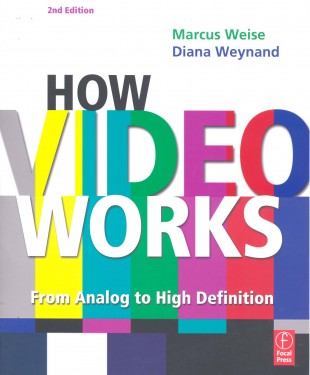 2nd Edition
Marcus Weise
Diana Weynand
HOW
VIDEO
WORKS
From Analog to High Definition
Focal
Press